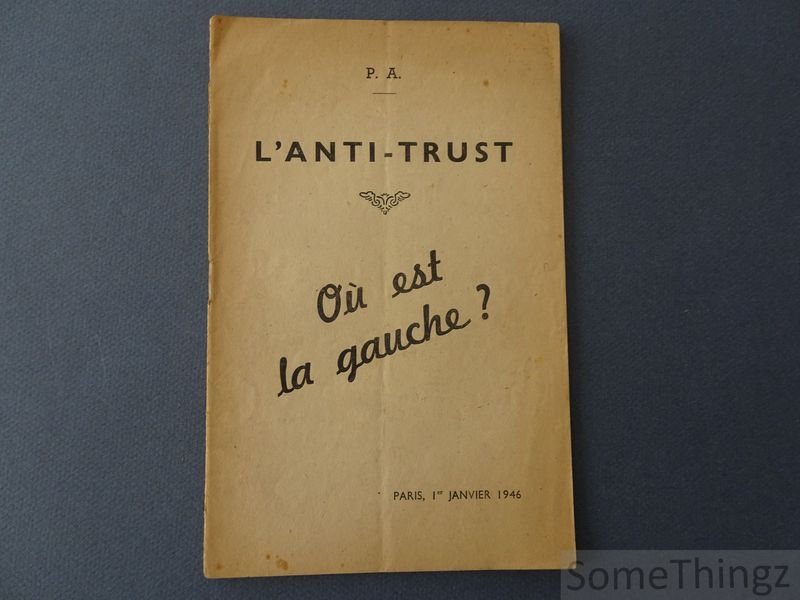 P. A.
L'ANTI-TRUST
Où est
la gauche ?
PARIS, 1er JANVIER 1946
SomeThingz